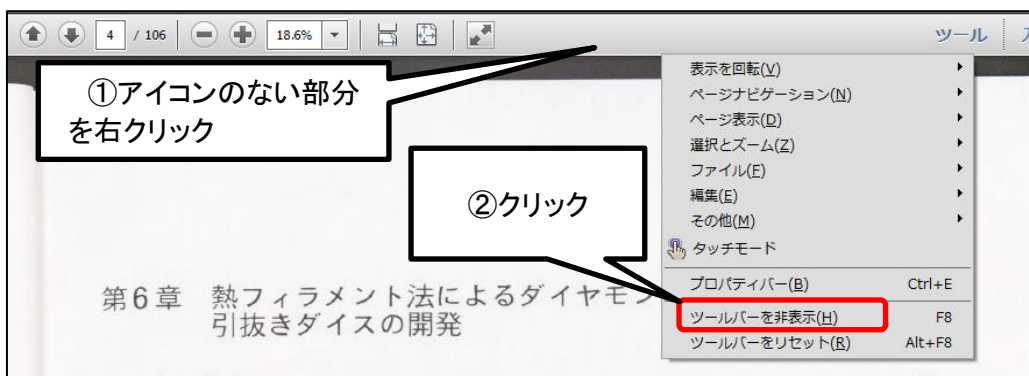 4 / 106 18.6% ツール
①アイコンのない部分
を右クリック
表示を回転(V)
ページナビゲーション(N)
ページ表示(D)
選択とズーム(Z)
ファイル(F)
編集(E)
その他(M)
タッチモード
プロパティバー(B) Ctrl+E
ツールバーを非表示(H) F8
ツールバーをリセット(R) Alt+F8
②クリック
第6章 熱フィラメント法によるダイヤモン
引抜きダイスの開発